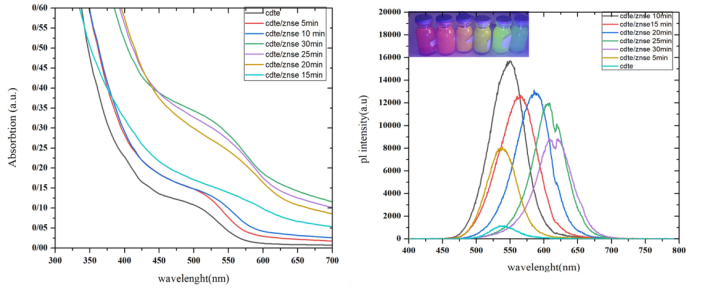 0/60
0/55
0/50
0/45
0/40
0/35
0/30
0/25
0/20
0/15
0/10
0/05
0/00
300 350 400 450 500 550 600 650 700
wavelenght(nm)
Absorbtion (a.u.)
cdte
cdte/znse 5min
cdte/znse 10 min
cdte/znse 30min
cdte/znse 25min
cdte/znse 20min
cdte/znse 15min
20000
18000
16000
14000
12000
10000
8000
6000
4000
2000
0
400 450 500 550 600 650 700 750 800
wavelenght(nm)
pl intensity(a.u)
cdte/znse 10min
cdte/znse15 min
cdte/znse 20min
cdte/znse 25min
cdte/znse 30min
cdte/znse 5min
cdte